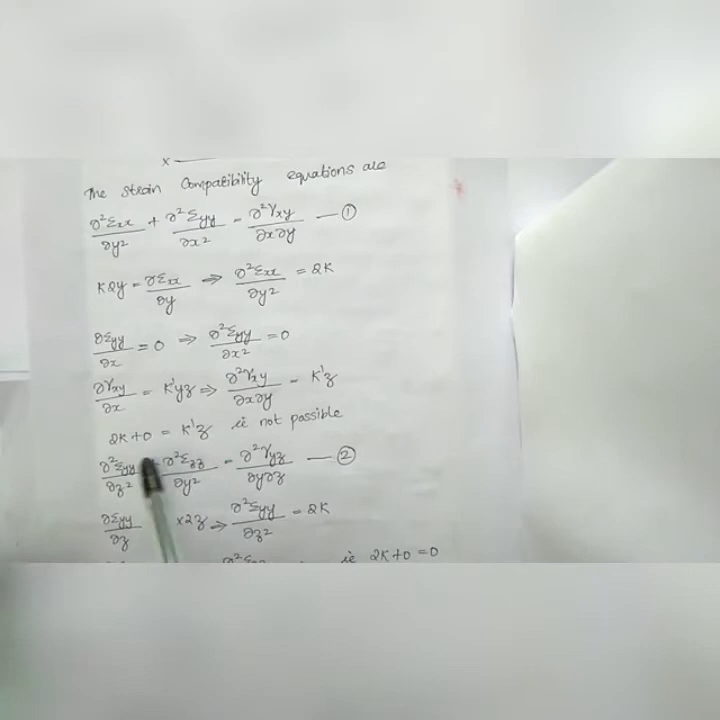 The strain Compatibility equations are
∂²εxx/∂y² + ∂²εyy/∂x² = ∂²γxy/∂x∂y — ①
K2y = ∂εxx/∂y ⇒ ∂²εxx/∂y² = 2K
∂εyy/∂x = 0 ⇒ ∂²εyy/∂x² = 0
∂γxy/∂x = K'yz ⇒ ∂²γxy/∂x∂y = K'z
2K+0 = K'z ie not possible
∂²εyy/∂z² + ∂²εzz/∂y² = ∂²γyz/∂y∂z — ②
∂εyy/∂z x2z ⇒ ∂²εyy/∂z² = 2K
ie 2K+0 = 0